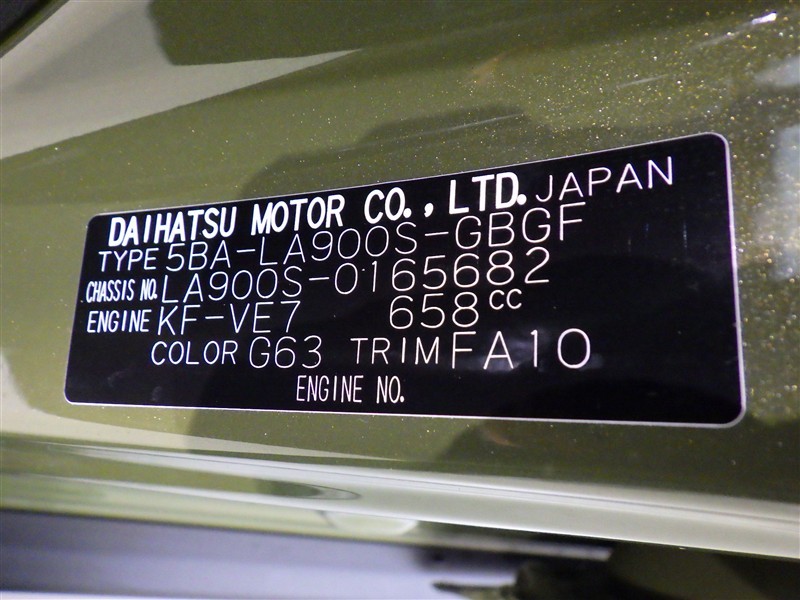 DAIHATSU MOTOR CO., LTD. JAPAN
TYPE 5BA-LA900S-GBGF
CHASSIS NO. LA900S-0165682
ENGINE KF-VE7 658cc
COLOR G63 TRIM FA10
ENGINE NO.